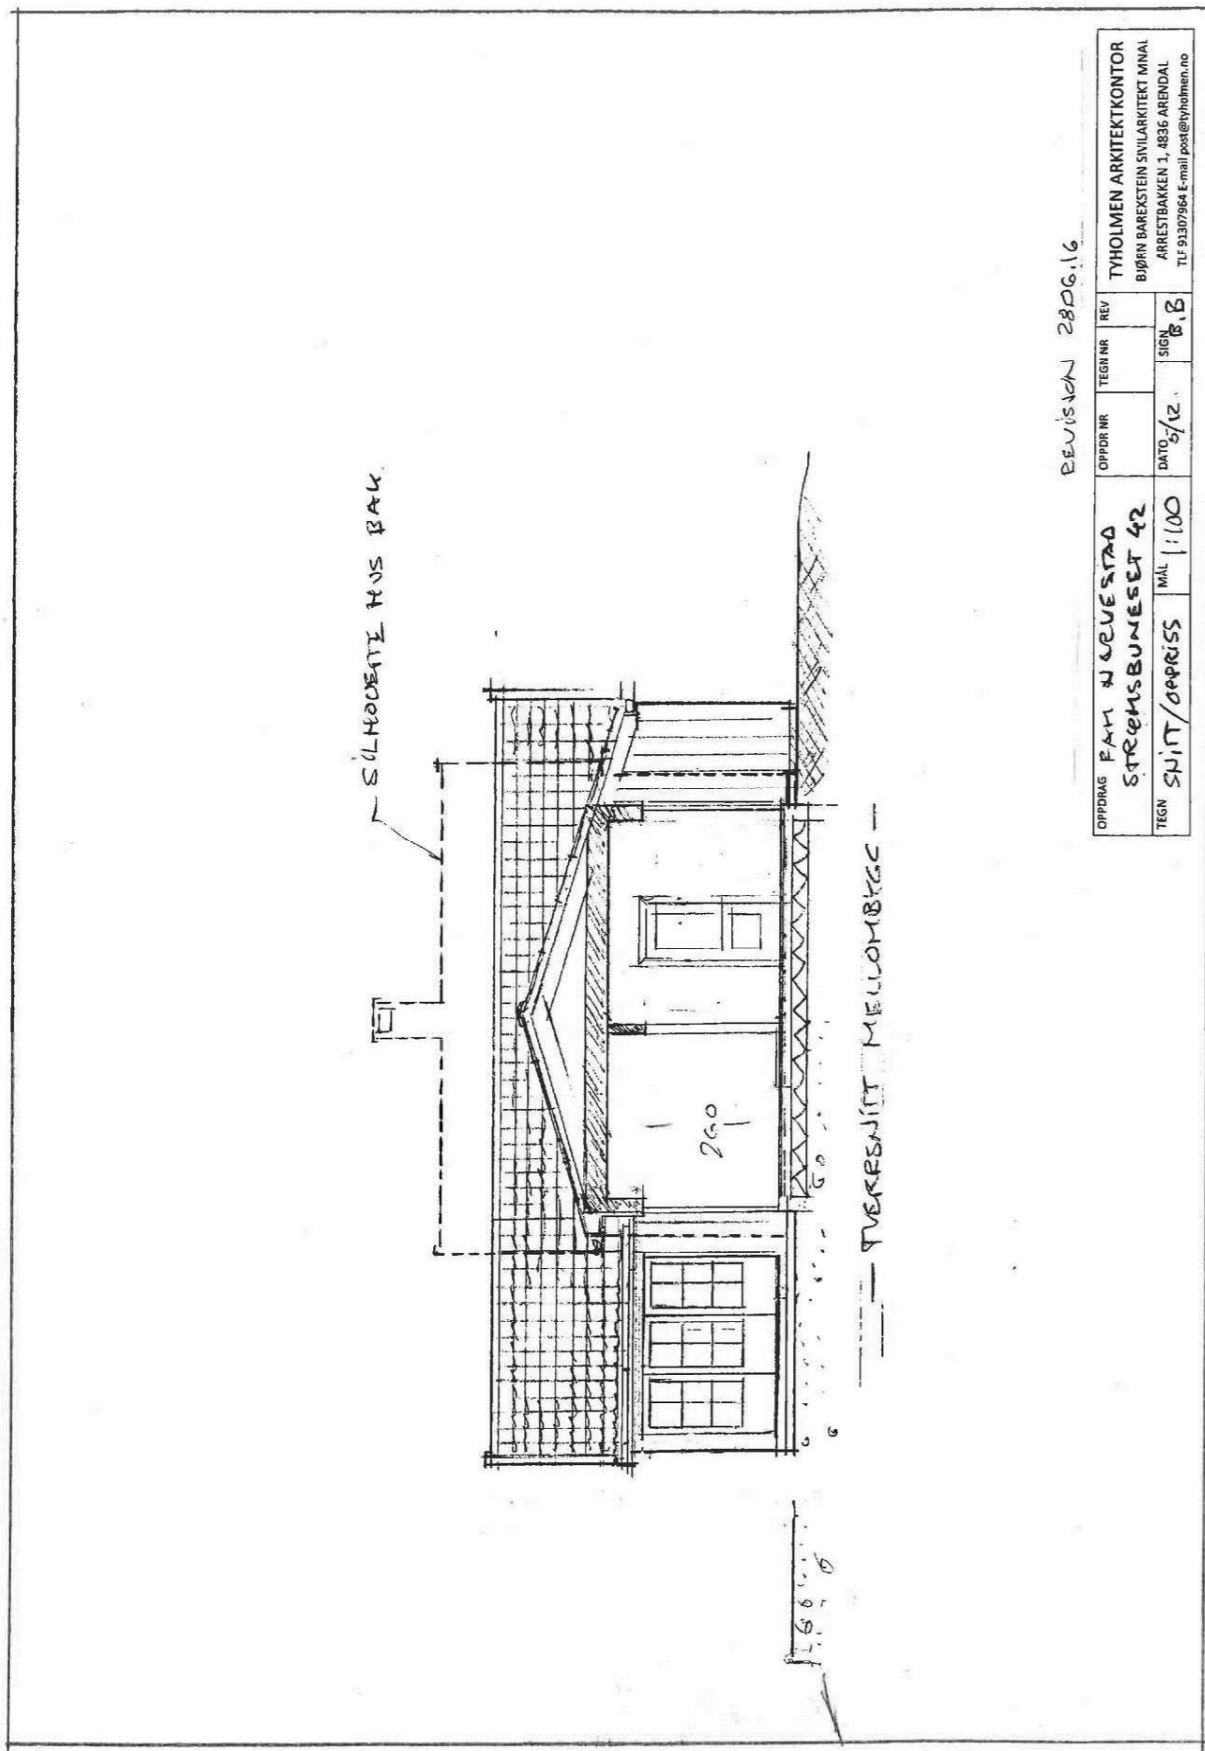 SILHOUETTE HUS BAK
260
TVERRSNITT MELLOMBYGG
REVISJON 28.06.16
OPPDRAG FAM NÆVESTAD
STRØMSBUNESET 42
OPPDR NR
TEGN NR
REV
TEGN SNITT/OPPRISS
MÅL 1:100
DATO 5/12.
SIGN B.B
TYHOLMEN ARKITEKTKONTOR
BJØRN BAREXSTEIN SIVILARKITEKT MNAL
ARRESTBAKKEN 1, 4836 ARENDAL
TLF 91307964 E-mail post@tyholmen.no